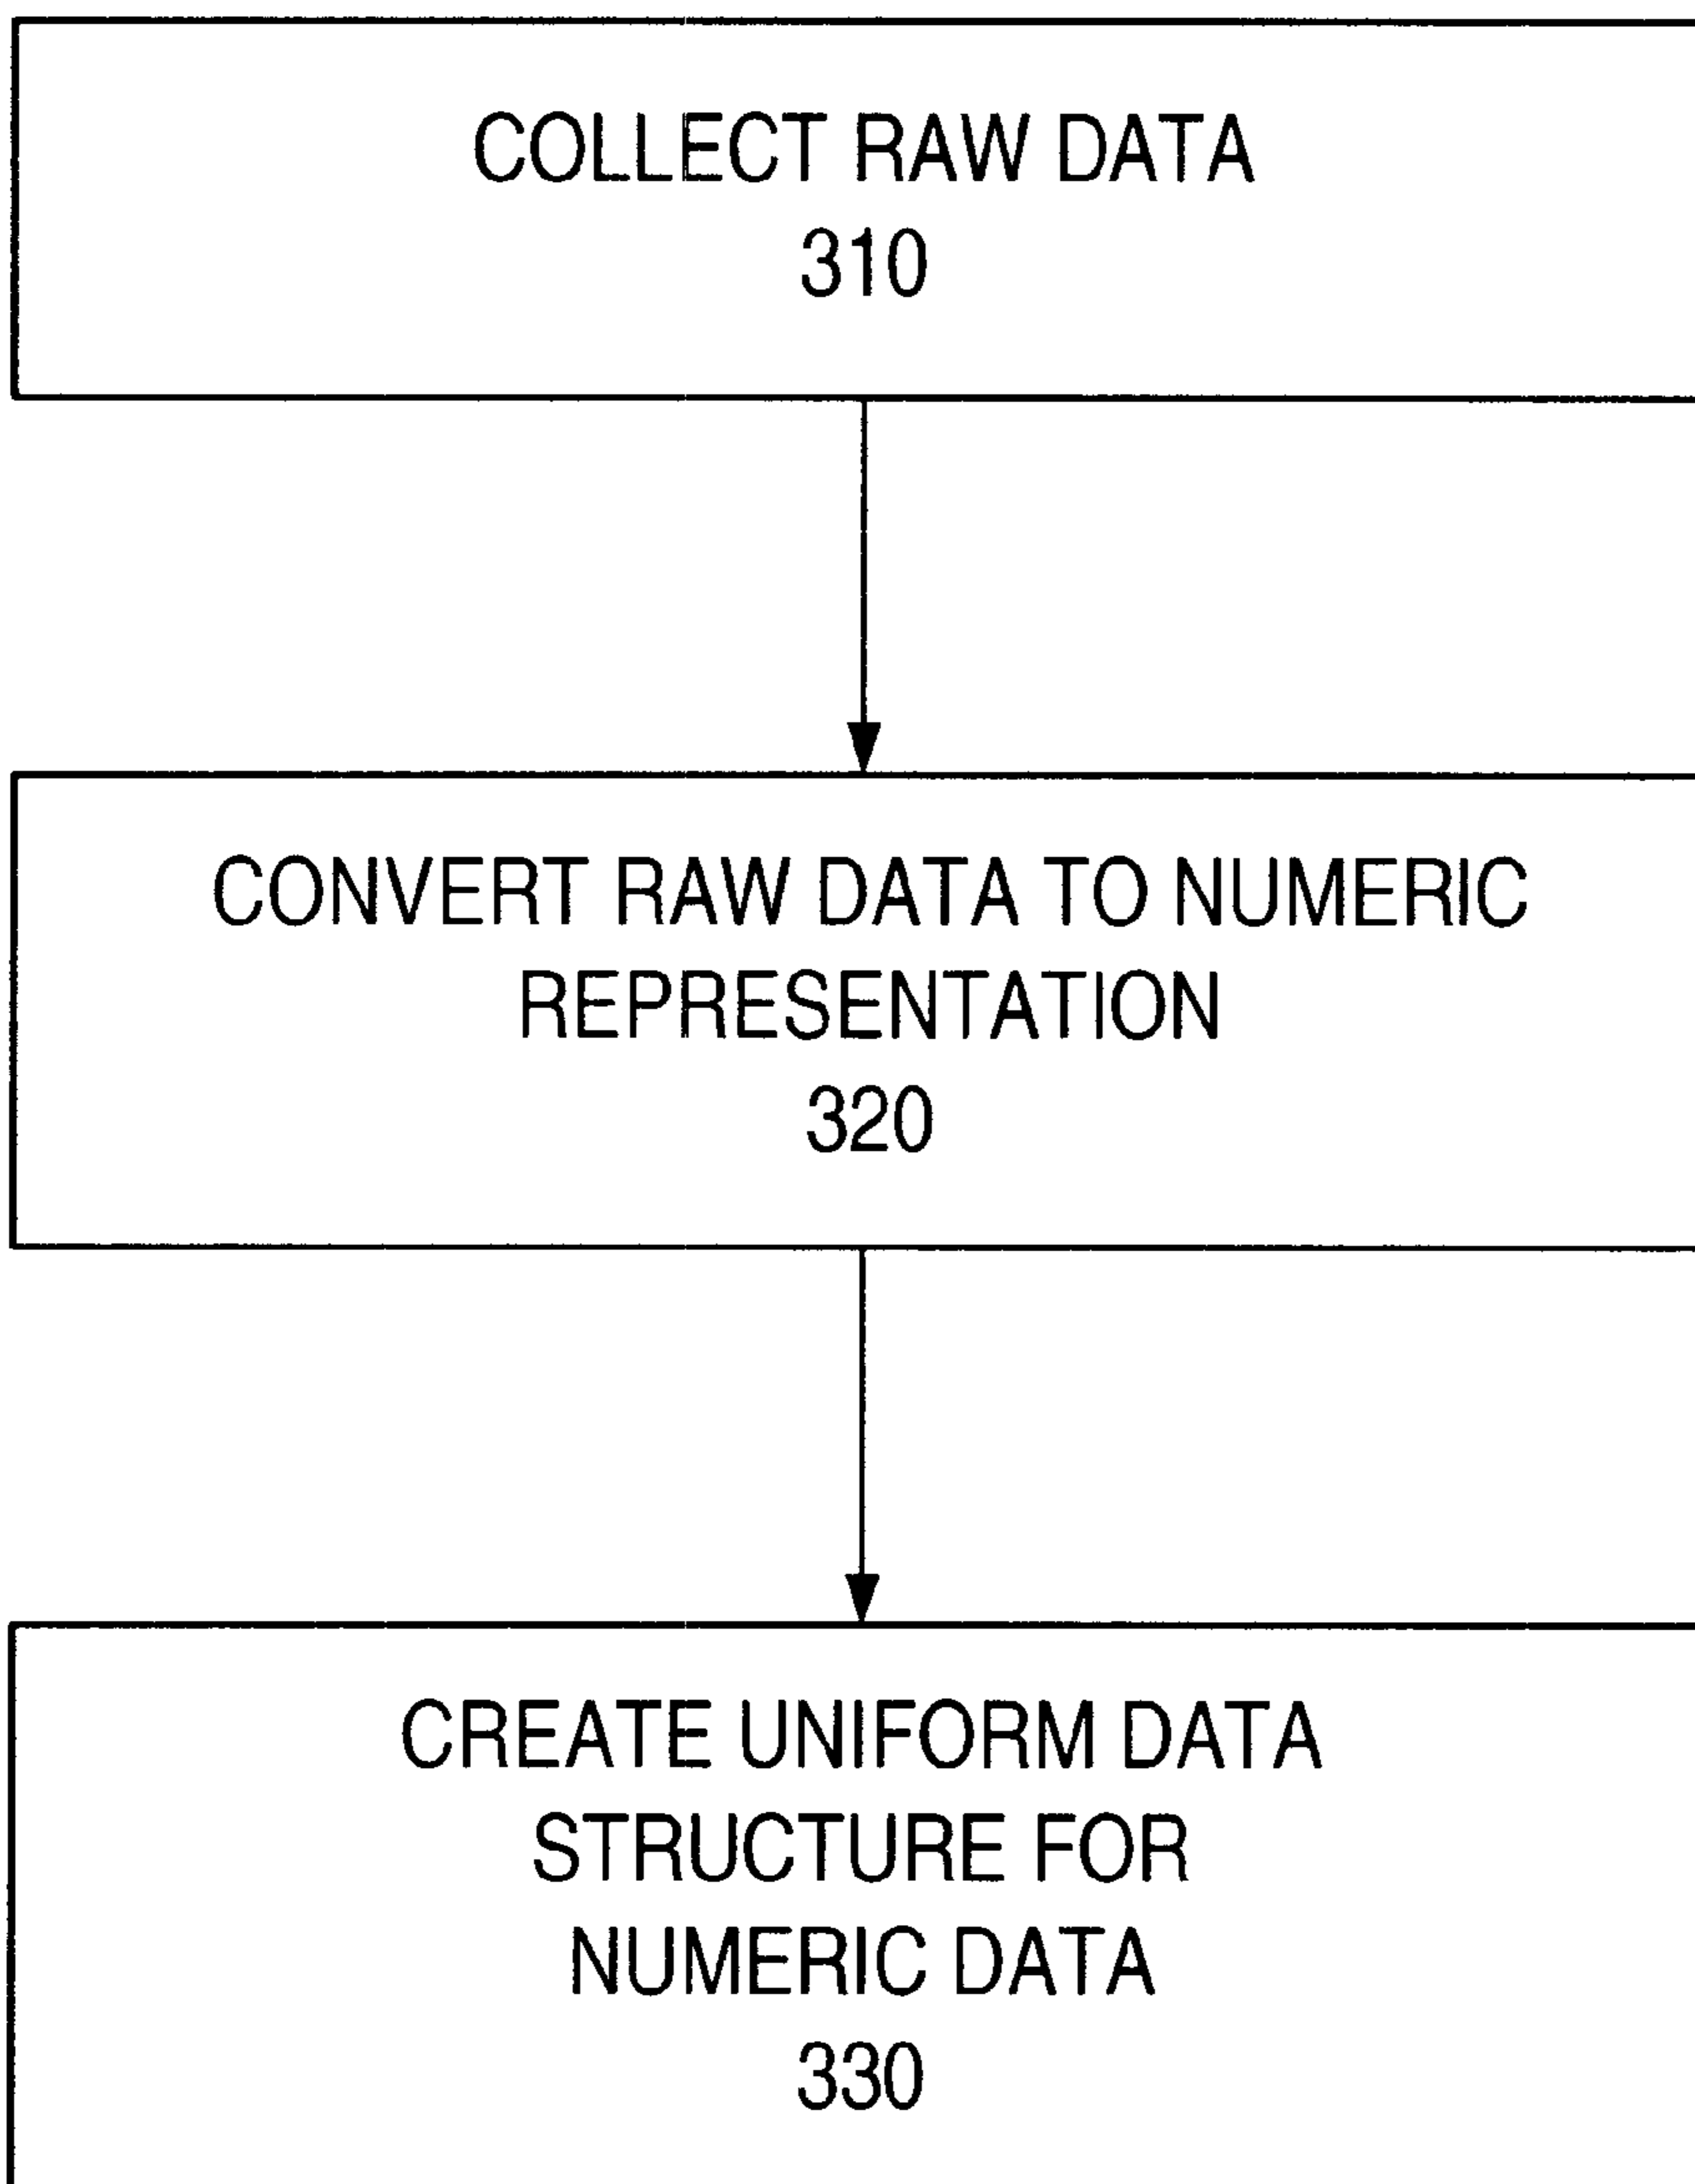 COLLECT RAW DATA
310
CONVERT RAW DATA TO NUMERIC
REPRESENTATION
320
CREATE UNIFORM DATA
STRUCTURE FOR
NUMERIC DATA
330